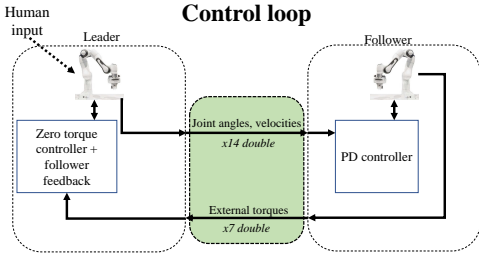 Control loop
Human
input
Leader
Follower
Joint angles, velocities
x14 double
Zero torque
controller +
follower
feedback
PD controller
External torques
x7 double